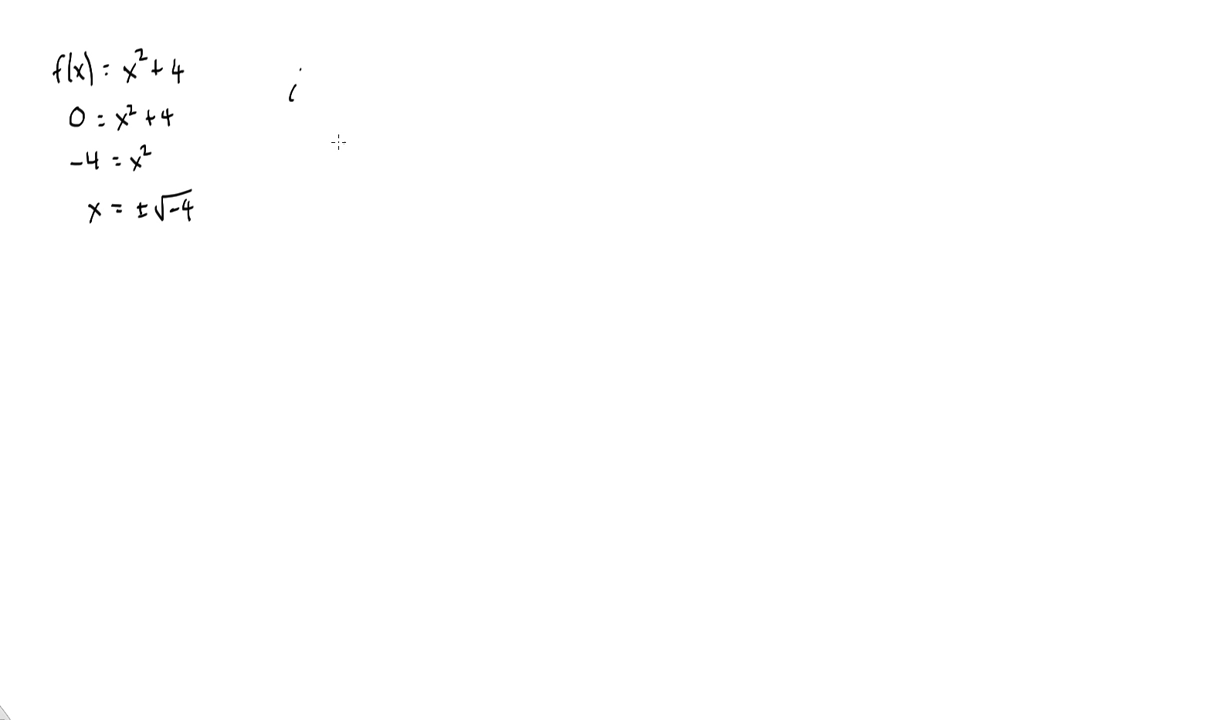 f(x) = x² + 4
0 = x² + 4
-4 = x²
x = ±√-4
i